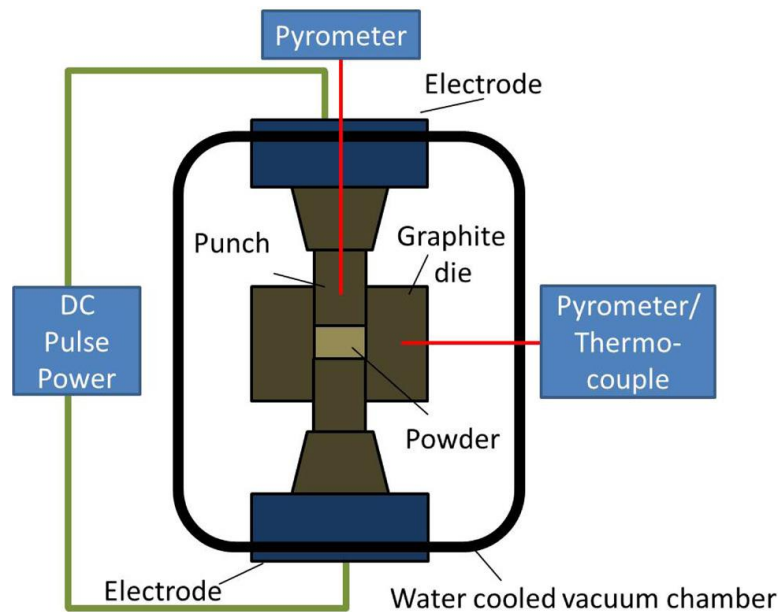 Pyrometer
Electrode
Punch
Graphite
die
DC
Pulse
Power
Pyrometer/
Thermo-
couple
Powder
Electrode
Water cooled vacuum chamber